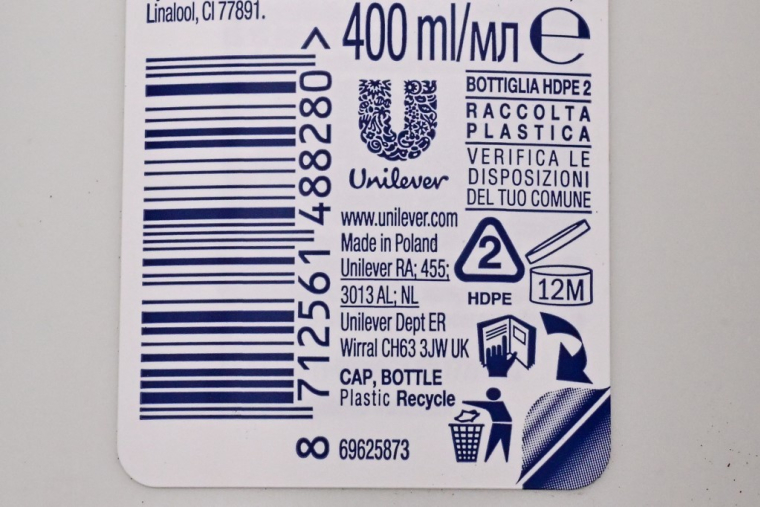 Linalool, CI 77891.
400 ml/мл ℮
8 712561 488280 >
Unilever
BOTTIGLIA HDPE 2
RACCOLTA
PLASTICA
VERIFICA LE
DISPOSIZIONI
DEL TUO COMUNE
www.unilever.com
Made in Poland
Unilever RA; 455;
3013 AL; NL
Unilever Dept ER
Wirral CH63 3JW UK
2
HDPE
12M
CAP, BOTTLE
Plastic Recycle
69625873